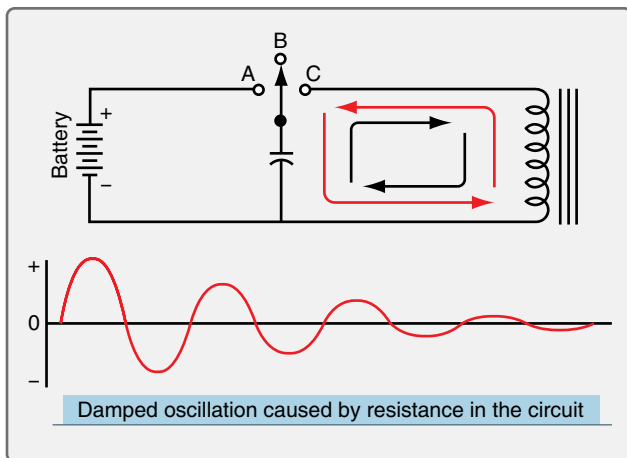 B
A C
Battery
+
−
+
0
−
Damped oscillation caused by resistance in the circuit